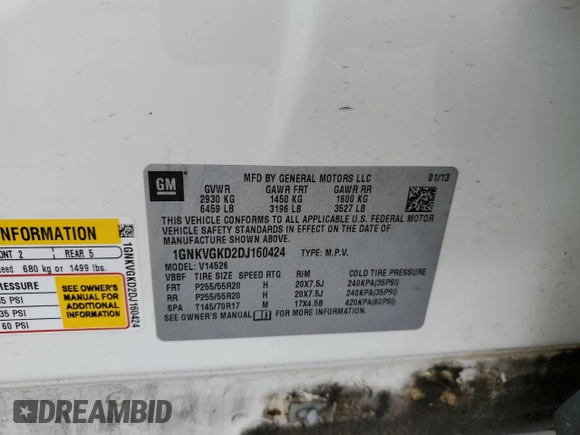 GM
MFD BY GENERAL MOTORS LLC 01/13
GVWR GAWR FRT GAWR RR
2930 KG 1450 KG 1600 KG
6459 LB 3196 LB 3527 LB
THIS VEHICLE CONFORMS TO ALL APPLICABLE U.S. FEDERAL MOTOR
VEHICLE SAFETY STANDARDS IN EFFECT ON THE DATE OF
MANUFACTURE SHOWN ABOVE.
1GNKVGKD2DJ160424 TYPE: M.P.V.
MODEL: V14526
VBBF TIRE SIZE SPEED RTG RIM COLD TIRE PRESSURE
FRT P255/55R20 H 20X7.5J 240KPA(35PSI)
RR P255/55R20 H 20X7.5J 240KPA(35PSI)
SPA T145/70R17 M 17X4.5B 420KPA(60PSI)
SEE OWNER'S MANUAL FOR MORE INFORMATION.
INFORMATION
ONT 2 REAR 5
ceed 680 kg or 1499 lbs.
35 PSI
60 PSI
SEE OWNER'S
MANUAL FOR
ADDITIONAL
INFORMATION
1GNKVGKD2DJ160424
DREAMBID